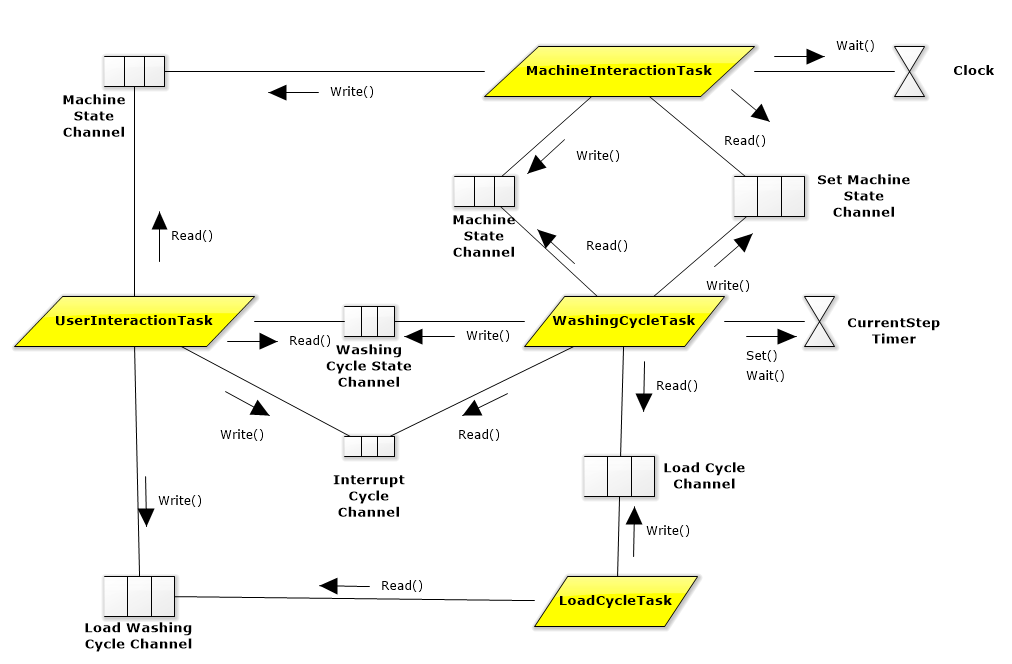 Wait()
MachineInteractionTask
Clock
Write()
Machine
State
Channel
Read()
Write()
Set Machine
State
Channel
Machine
State
Channel
Read()
Read()
Write()
UserInteractionTask
WashingCycleTask
CurrentStep
Timer
Read()
Write()
Washing
Cycle State
Channel
Set()
Wait()
Read()
Write()
Read()
Interrupt
Cycle
Channel
Load Cycle
Channel
Write()
Write()
Read()
LoadCycleTask
Load Washing
Cycle Channel